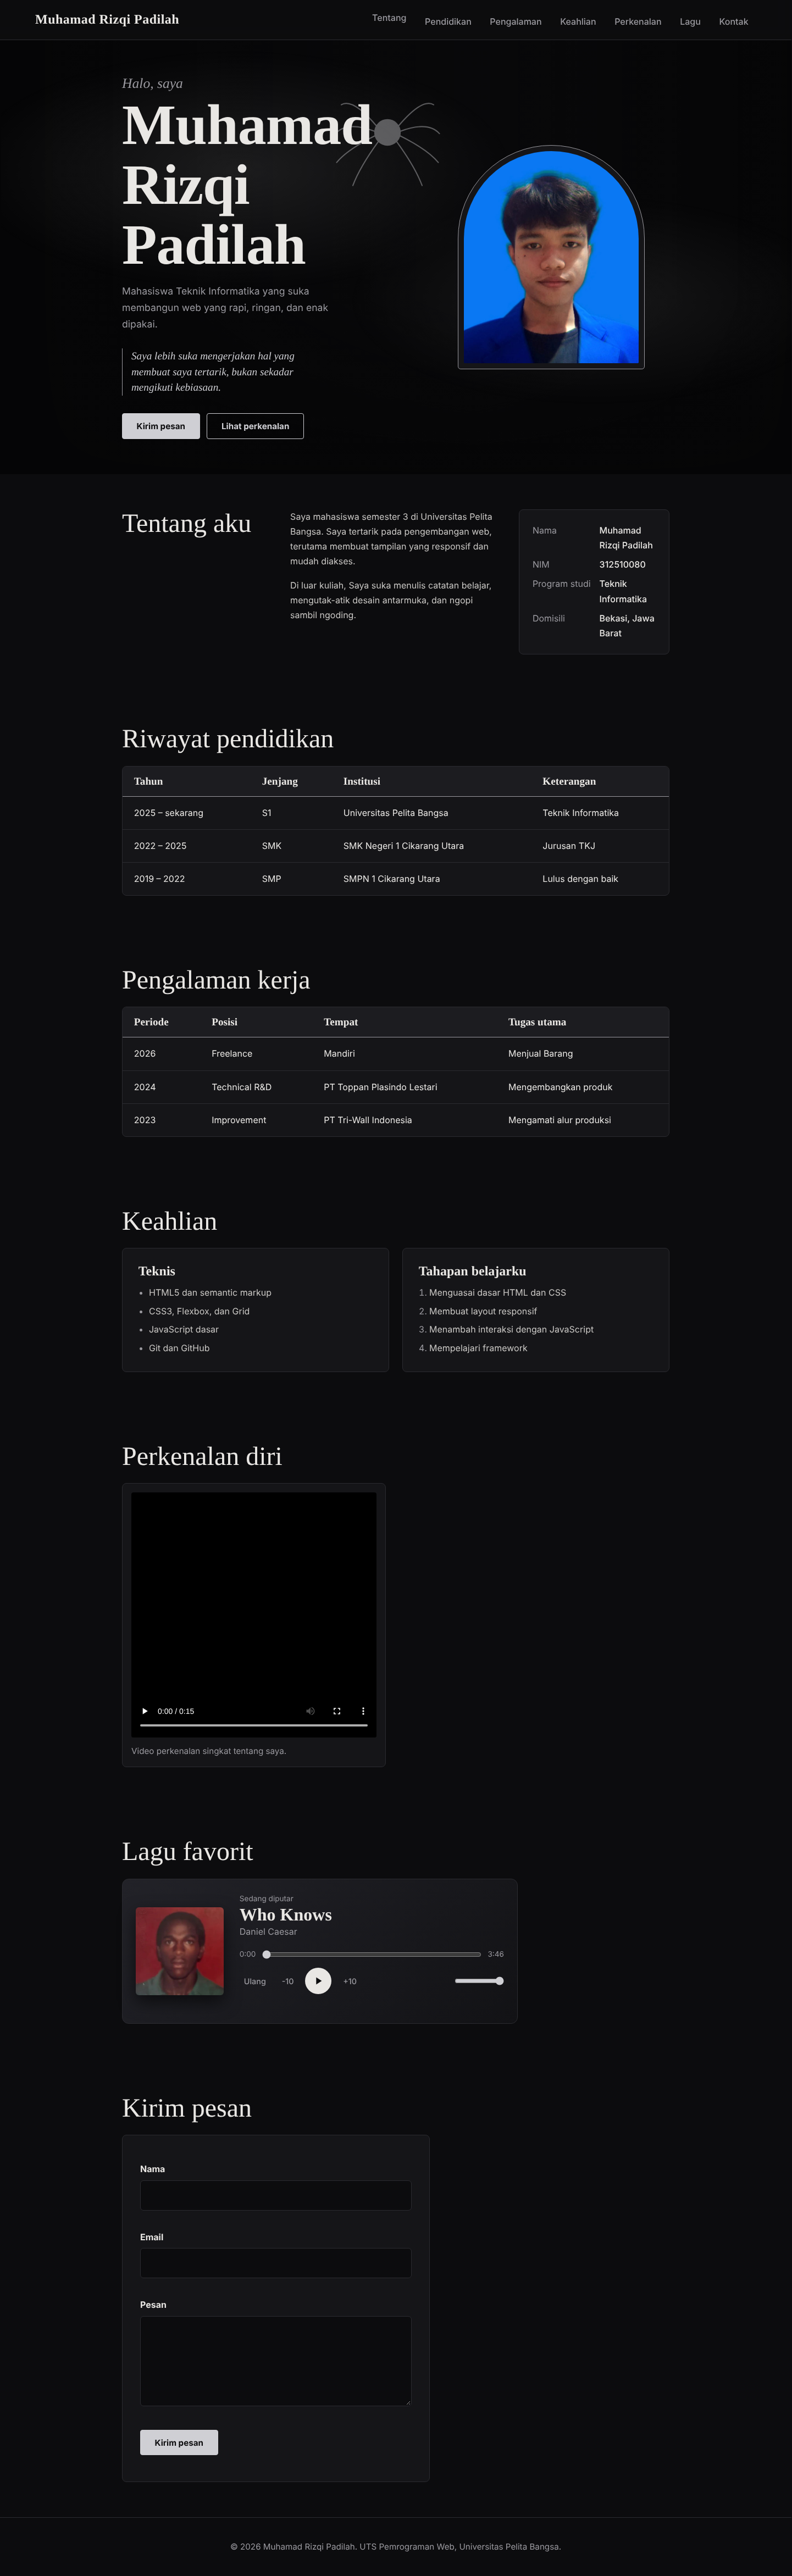 Muhamad Rizqi Padilah
Tentang
Pendidikan
Pengalaman
Keahlian
Perkenalan
Lagu
Kontak
Halo, saya
Muhamad
Rizqi
Padilah
Mahasiswa Teknik Informatika yang suka
membangun web yang rapi, ringan, dan enak
dipakai.
Saya lebih suka mengerjakan hal yang
membuat saya tertarik, bukan sekadar
mengikuti kebiasaan.
Kirim pesan
Lihat perkenalan
Tentang aku
Saya mahasiswa semester 3 di Universitas Pelita
Bangsa. Saya tertarik pada pengembangan web,
terutama membuat tampilan yang responsif dan
mudah diakses.
Di luar kuliah, Saya suka menulis catatan belajar,
mengutak-atik desain antarmuka, dan ngopi
sambil ngoding.
Nama Muhamad
Rizqi Padilah
NIM 312510080
Program studi Teknik
Informatika
Domisili Bekasi, Jawa
Barat
Riwayat pendidikan
Tahun Jenjang Institusi Keterangan
2025 – sekarang S1 Universitas Pelita Bangsa Teknik Informatika
2022 – 2025 SMK SMK Negeri 1 Cikarang Utara Jurusan TKJ
2019 – 2022 SMP SMPN 1 Cikarang Utara Lulus dengan baik
Pengalaman kerja
Periode Posisi Tempat Tugas utama
2026 Freelance Mandiri Menjual Barang
2024 Technical R&D PT Toppan Plasindo Lestari Mengembangkan produk
2023 Improvement PT Tri-Wall Indonesia Mengamati alur produksi
Keahlian
Teknis
• HTML5 dan semantic markup
• CSS3, Flexbox, dan Grid
• JavaScript dasar
• Git dan GitHub
Tahapan belajarku
1. Menguasai dasar HTML dan CSS
2. Membuat layout responsif
3. Menambah interaksi dengan JavaScript
4. Mempelajari framework
Perkenalan diri
0:00 / 0:15
Video perkenalan singkat tentang saya.
Lagu favorit
Sedang diputar
Who Knows
Daniel Caesar
0:00 3:46
Ulang -10 +10
Kirim pesan
Nama
Email
Pesan
Kirim pesan
© 2026 Muhamad Rizqi Padilah. UTS Pemrograman Web, Universitas Pelita Bangsa.